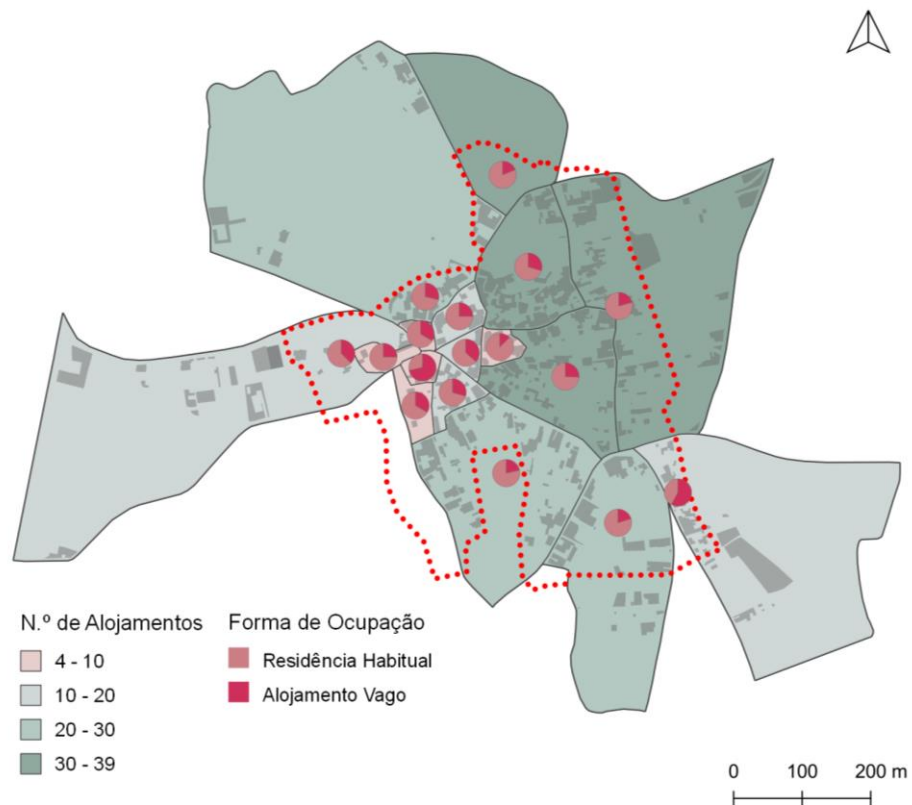 N.º de Alojamentos
4 - 10
10 - 20
20 - 30
30 - 39
Forma de Ocupação
Residência Habitual
Alojamento Vago
0 100 200 m